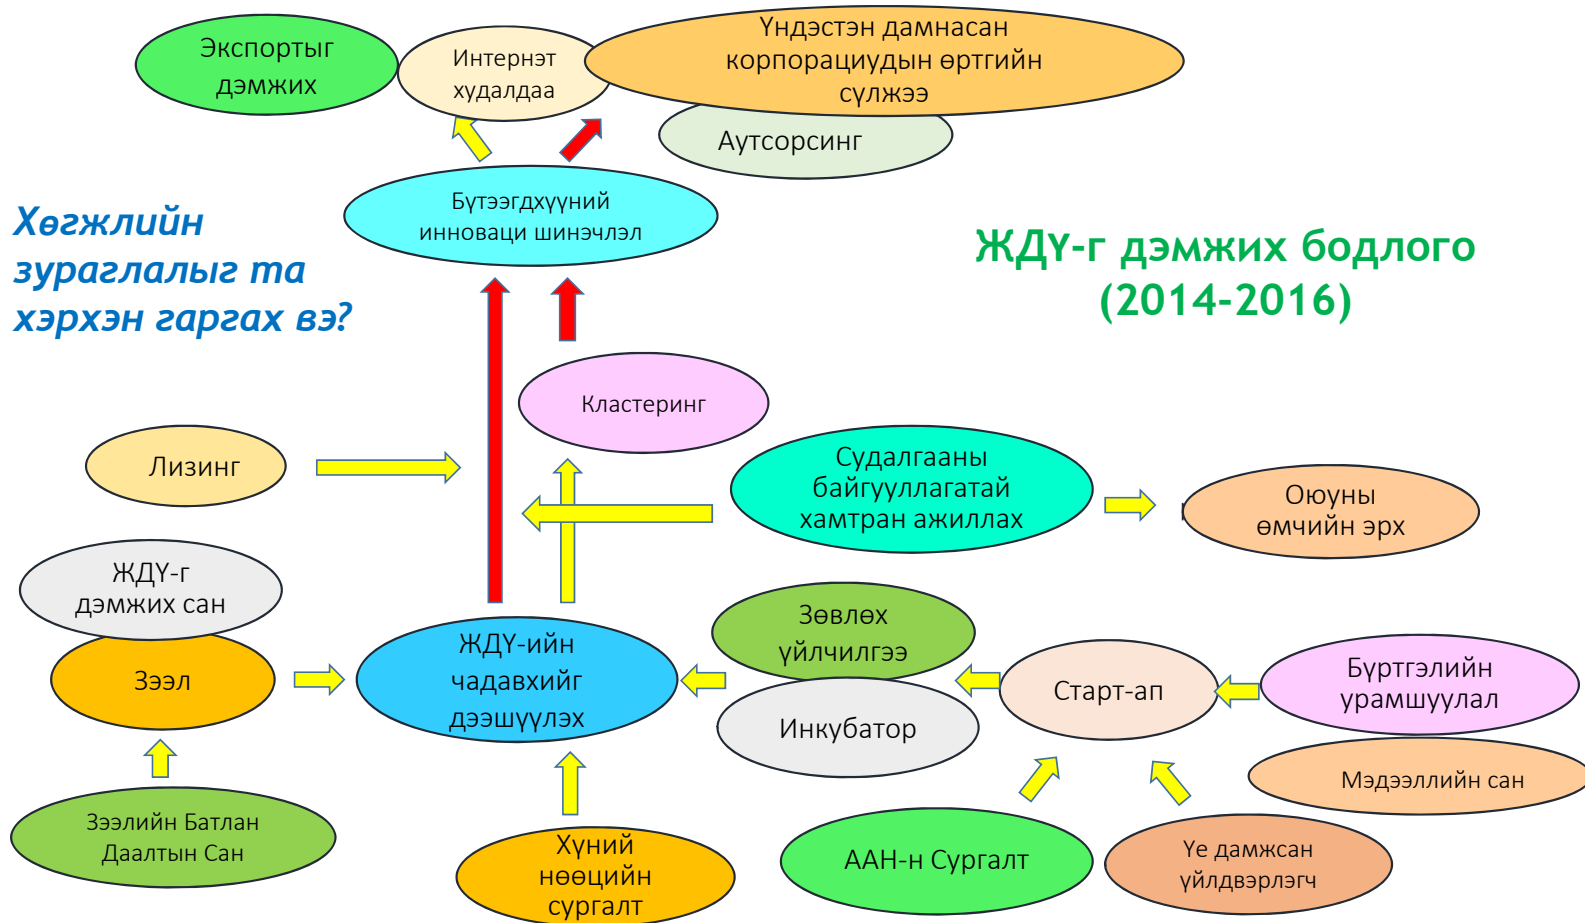 Экспортыг
дэмжих
Интернэт
худалдаа
Үндэстэн дамнасан
корпорациудын өртгийн
сүлжээ
Аутсорсинг
Бүтээгдхүүний
инноваци шинэчлэл
Хөгжлийн
зураглалыг та
хэрхэн гаргах вэ?
ЖДҮ-г дэмжих бодлого
(2014-2016)
Кластеринг
Лизинг
Судалгааны
байгууллагатай
хамтран ажиллах
Оюуны
өмчийн эрх
ЖДҮ-г
дэмжих сан
Зээл
ЖДҮ-ийн
чадавхийг
дээшүүлэх
Зөвлөх
үйлчилгээ
Инкубатор
Старт-ап
Бүртгэлийн
урамшуулал
Мэдээллийн сан
Зээлийн Батлан
Даалтын Сан
Хүний
нөөцийн
сургалт
ААН-н Сургалт
Үе дамжсан
үйлдвэрлэгч